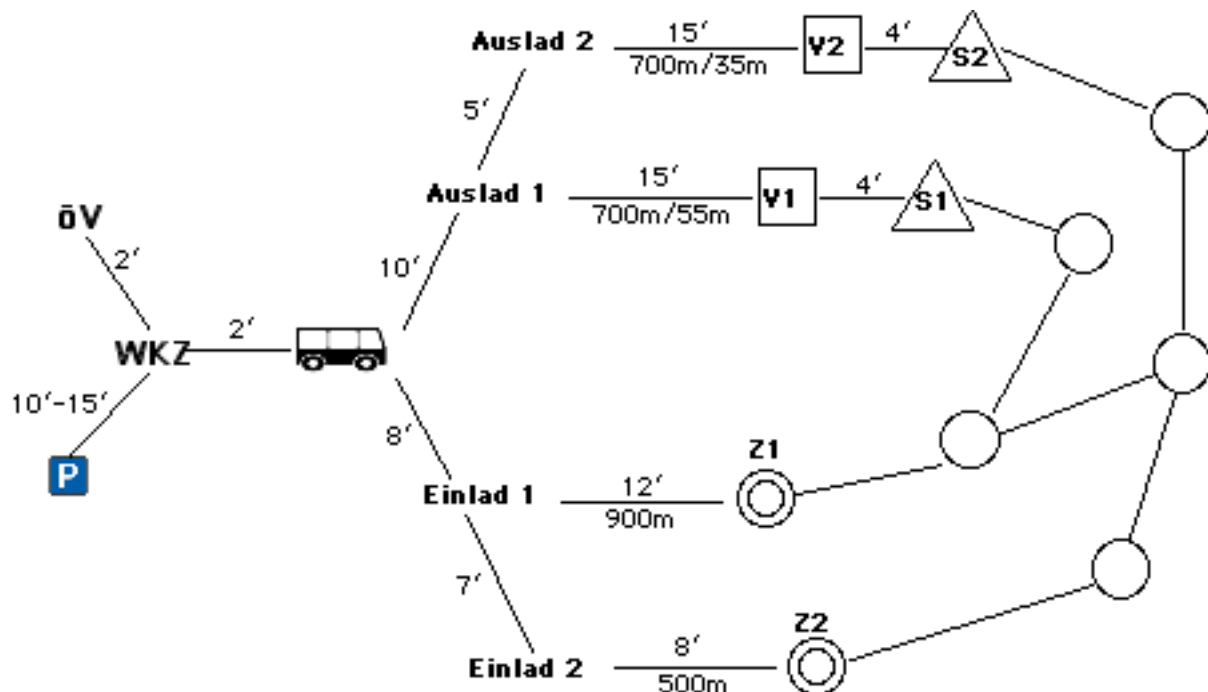 Auslad 2
15′
700m/35m
V2
4′
S2
5′
Auslad 1
15′
700m/55m
V1
4′
S1
öV
2′
10′
WKZ
2′
10′-15′
P
8′
Einlad 1
12′
900m
Z1
7′
Einlad 2
8′
500m
Z2